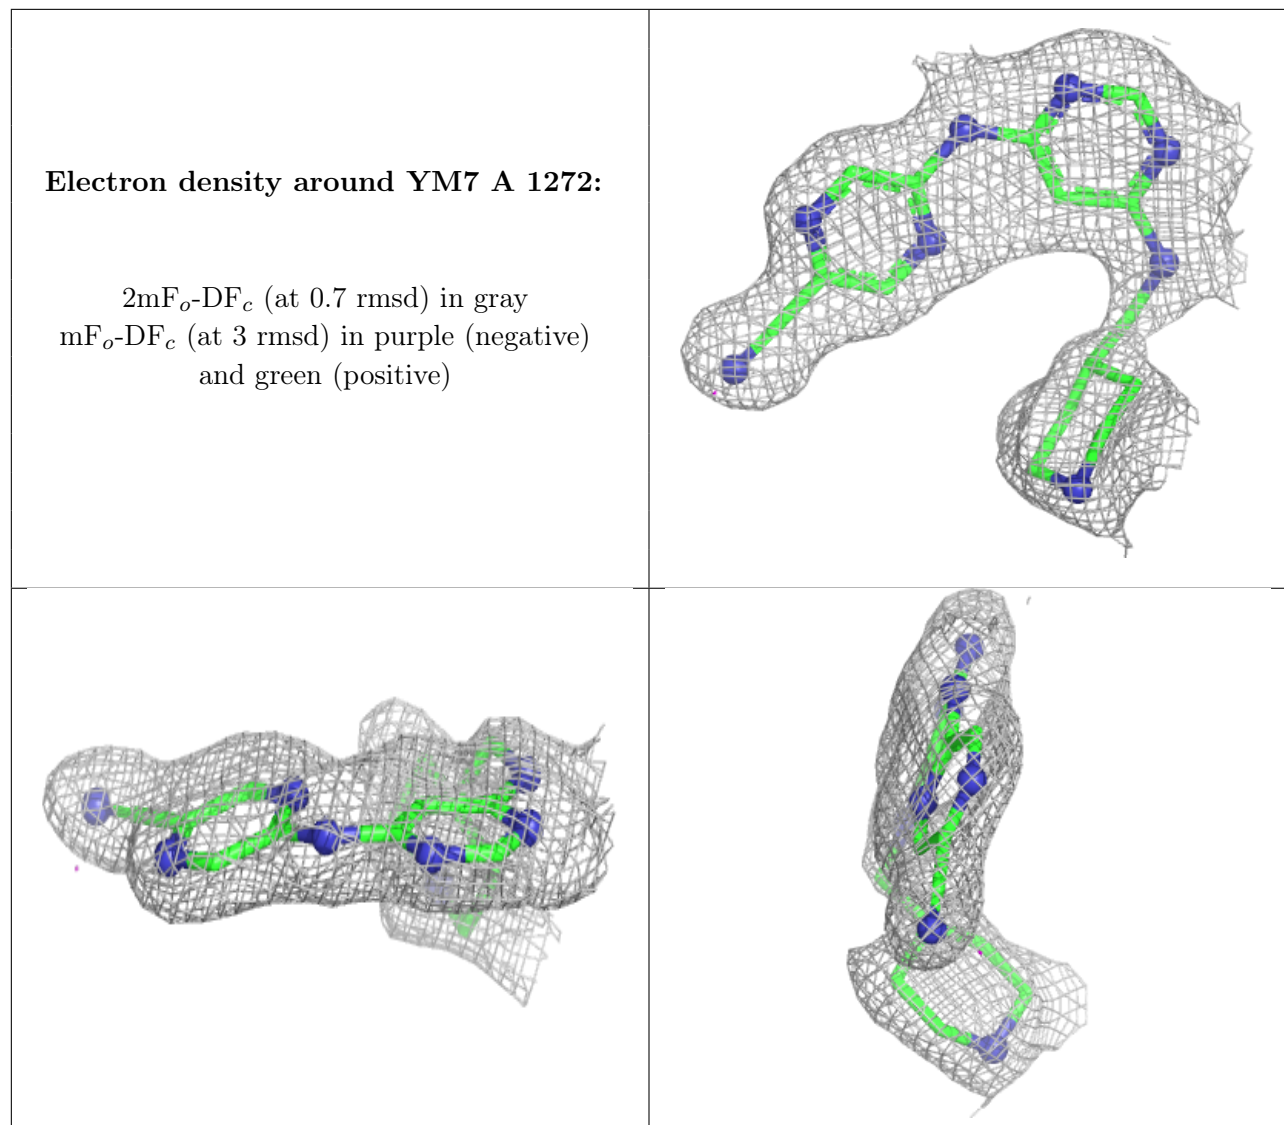 Electron density around YM7 A 1272:
2mFo-DFc (at 0.7 rmsd) in gray
mFo-DFc (at 3 rmsd) in purple (negative)
and green (positive)